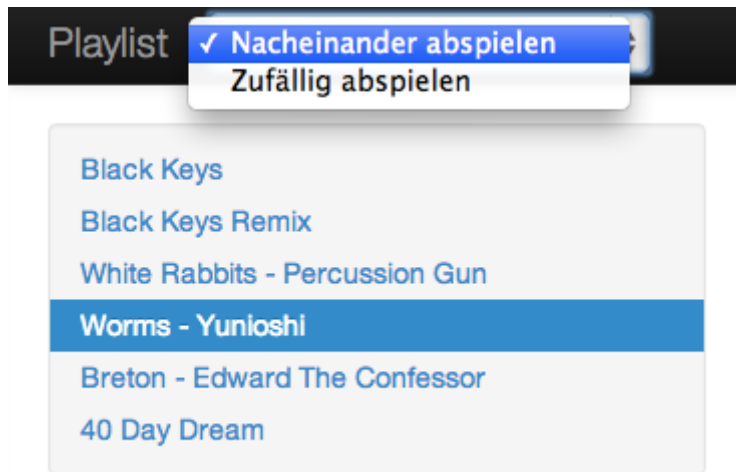 Playlist ✓ Nacheinander abspielen
Zufällig abspielen
Black Keys
Black Keys Remix
White Rabbits - Percussion Gun
Worms - Yunioshi
Breton - Edward The Confessor
40 Day Dream